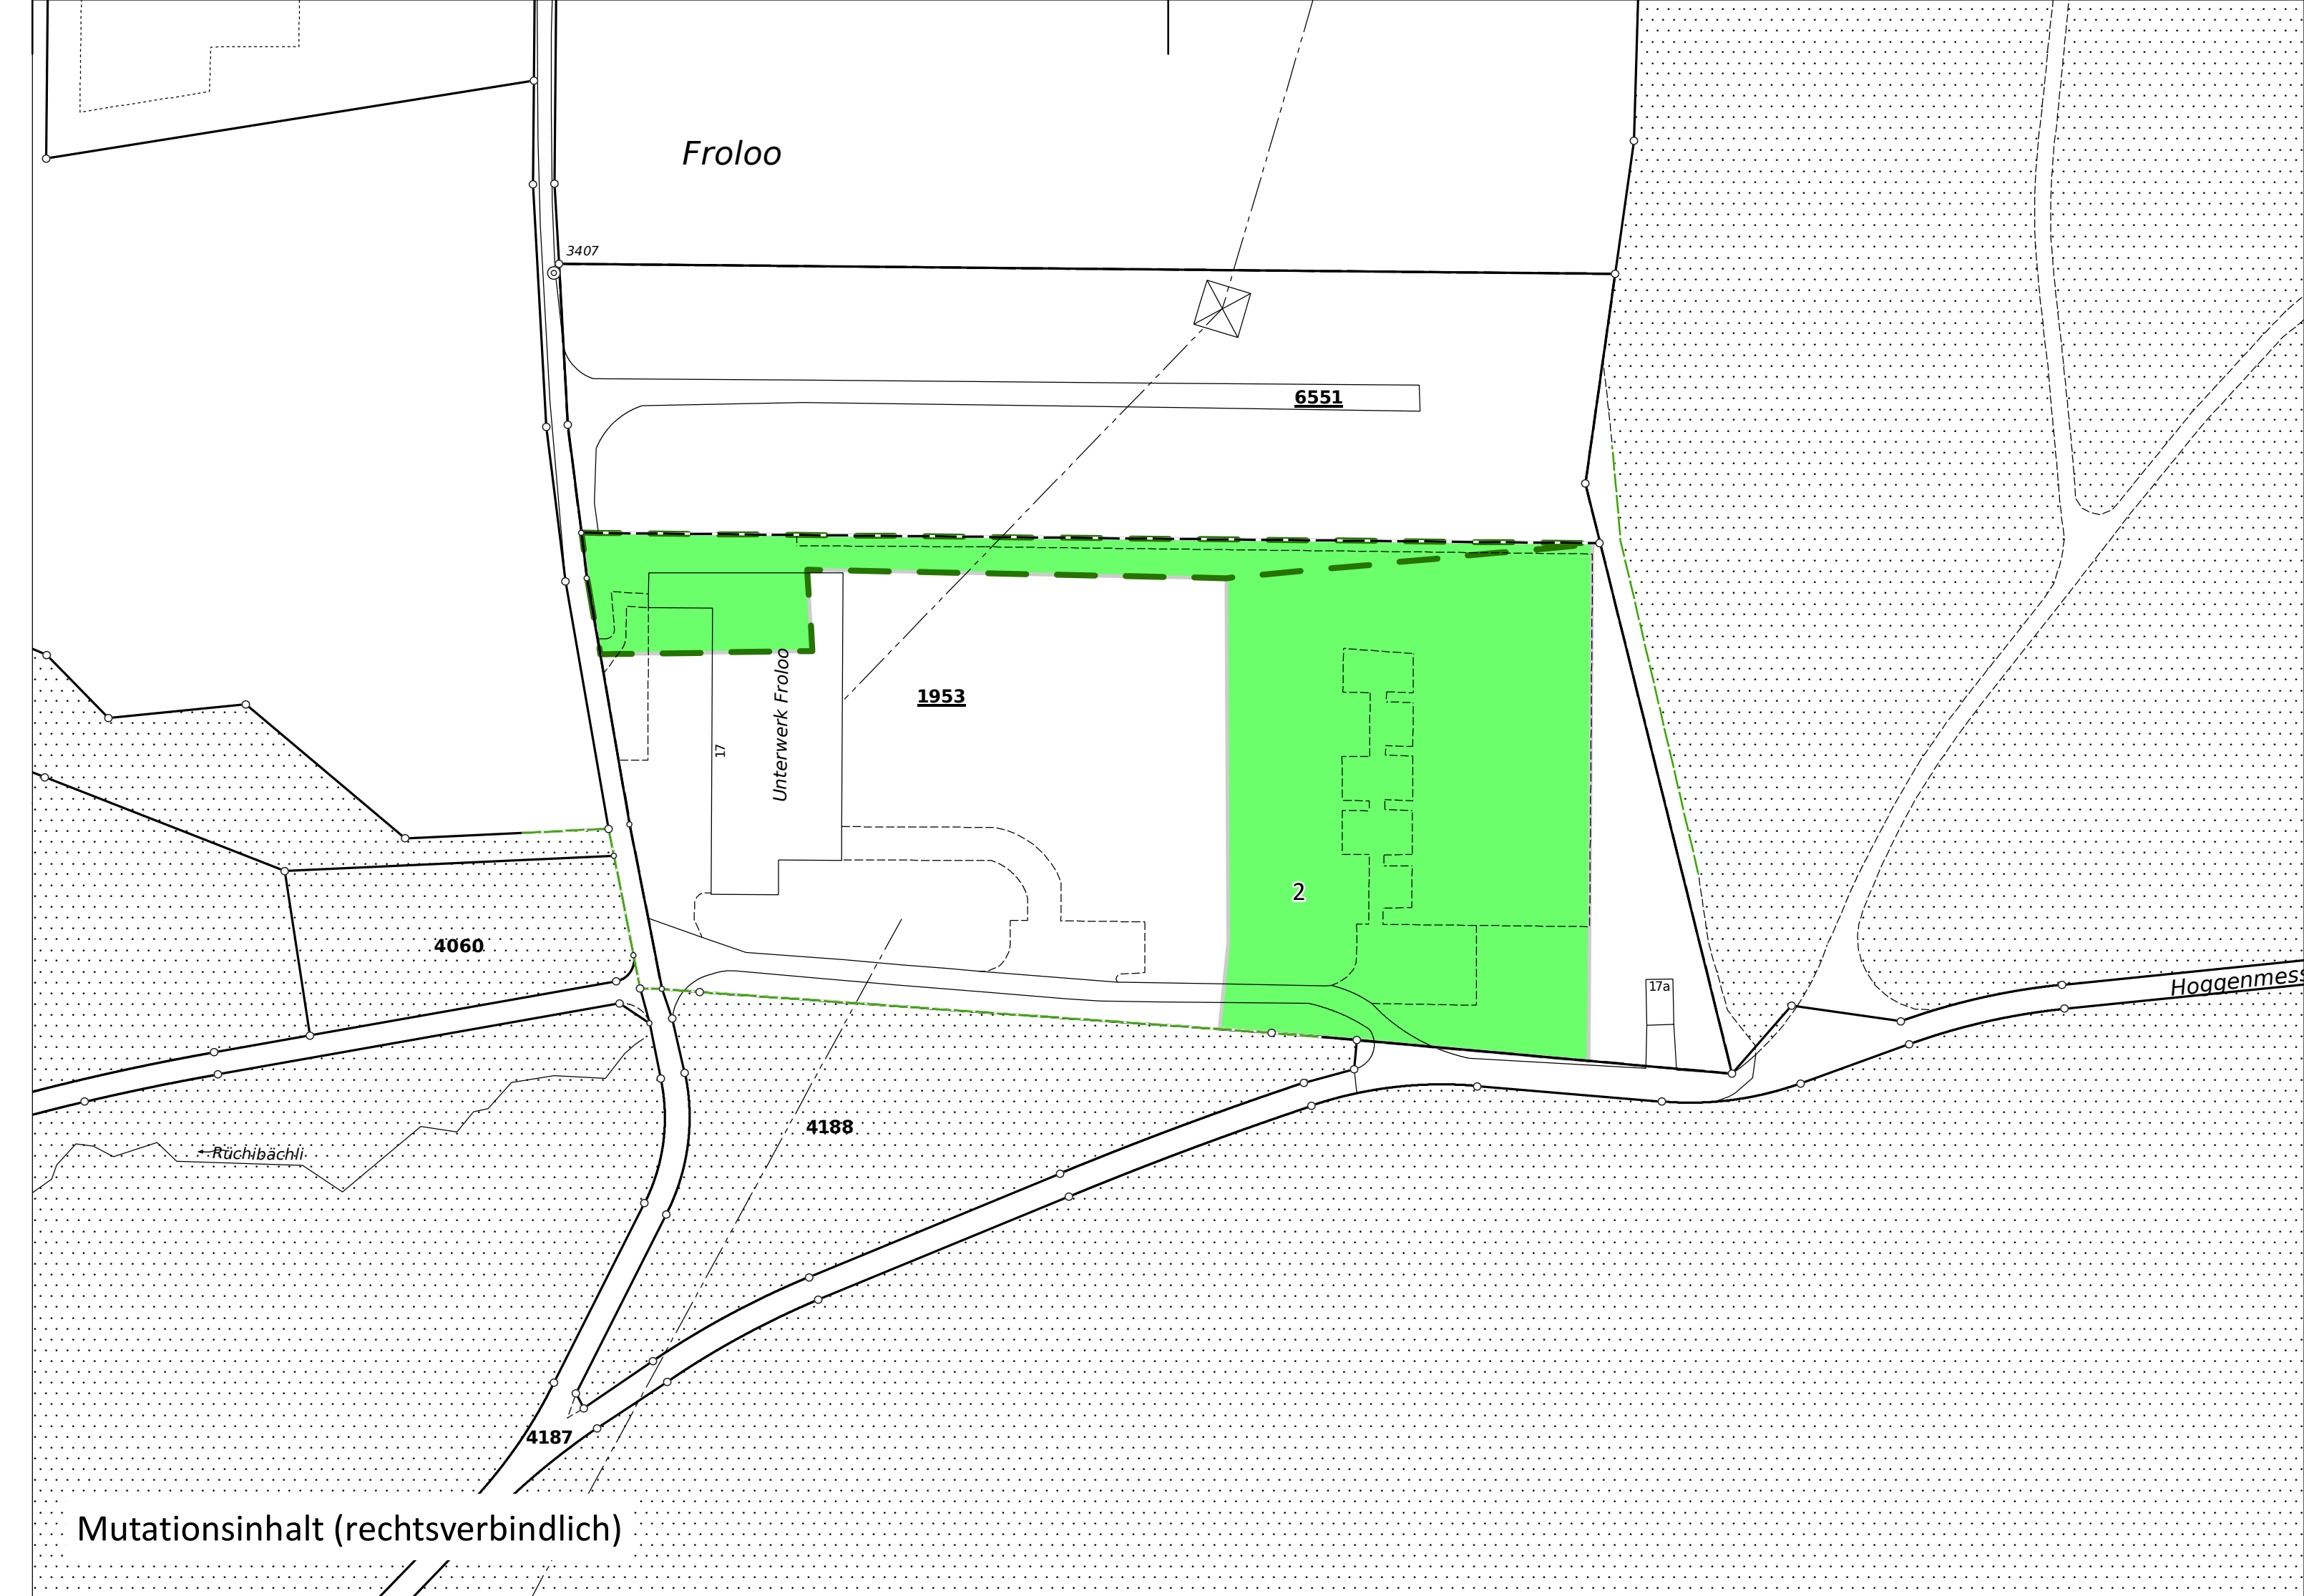 Froloo
3407
6551
1953
Unterwerk Froloo
17
2
4060
17a
Hoggenmess
4188
Rüchibächli
4187
Mutationsinhalt (rechtsverbindlich)